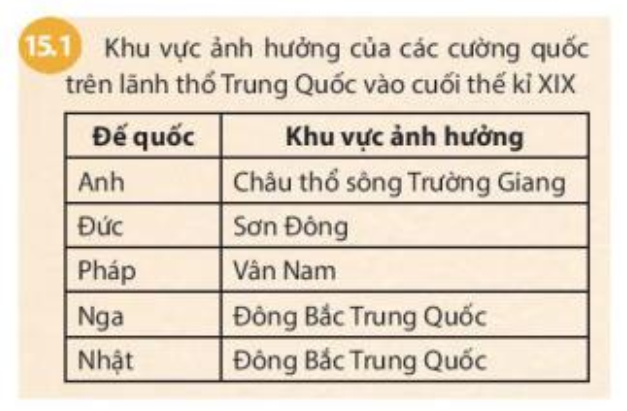 15.1 Khu vực ảnh hưởng của các cường quốc
trên lãnh thổ Trung Quốc vào cuối thế kỉ XIX
Đế quốc Khu vực ảnh hưởng
Anh Châu thổ sông Trường Giang
Đức Sơn Đông
Pháp Vân Nam
Nga Đông Bắc Trung Quốc
Nhật Đông Bắc Trung Quốc